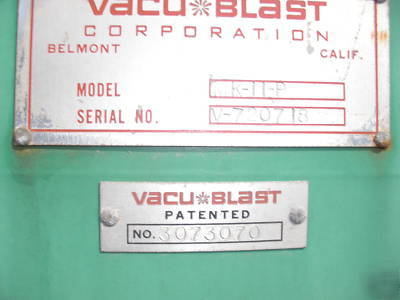 VACU BLAST
CORPORATION
BELMONT CALIF.
MODEL
SERIAL NO. V-720718
VACU BLAST
PATENTED
NO. 3073070